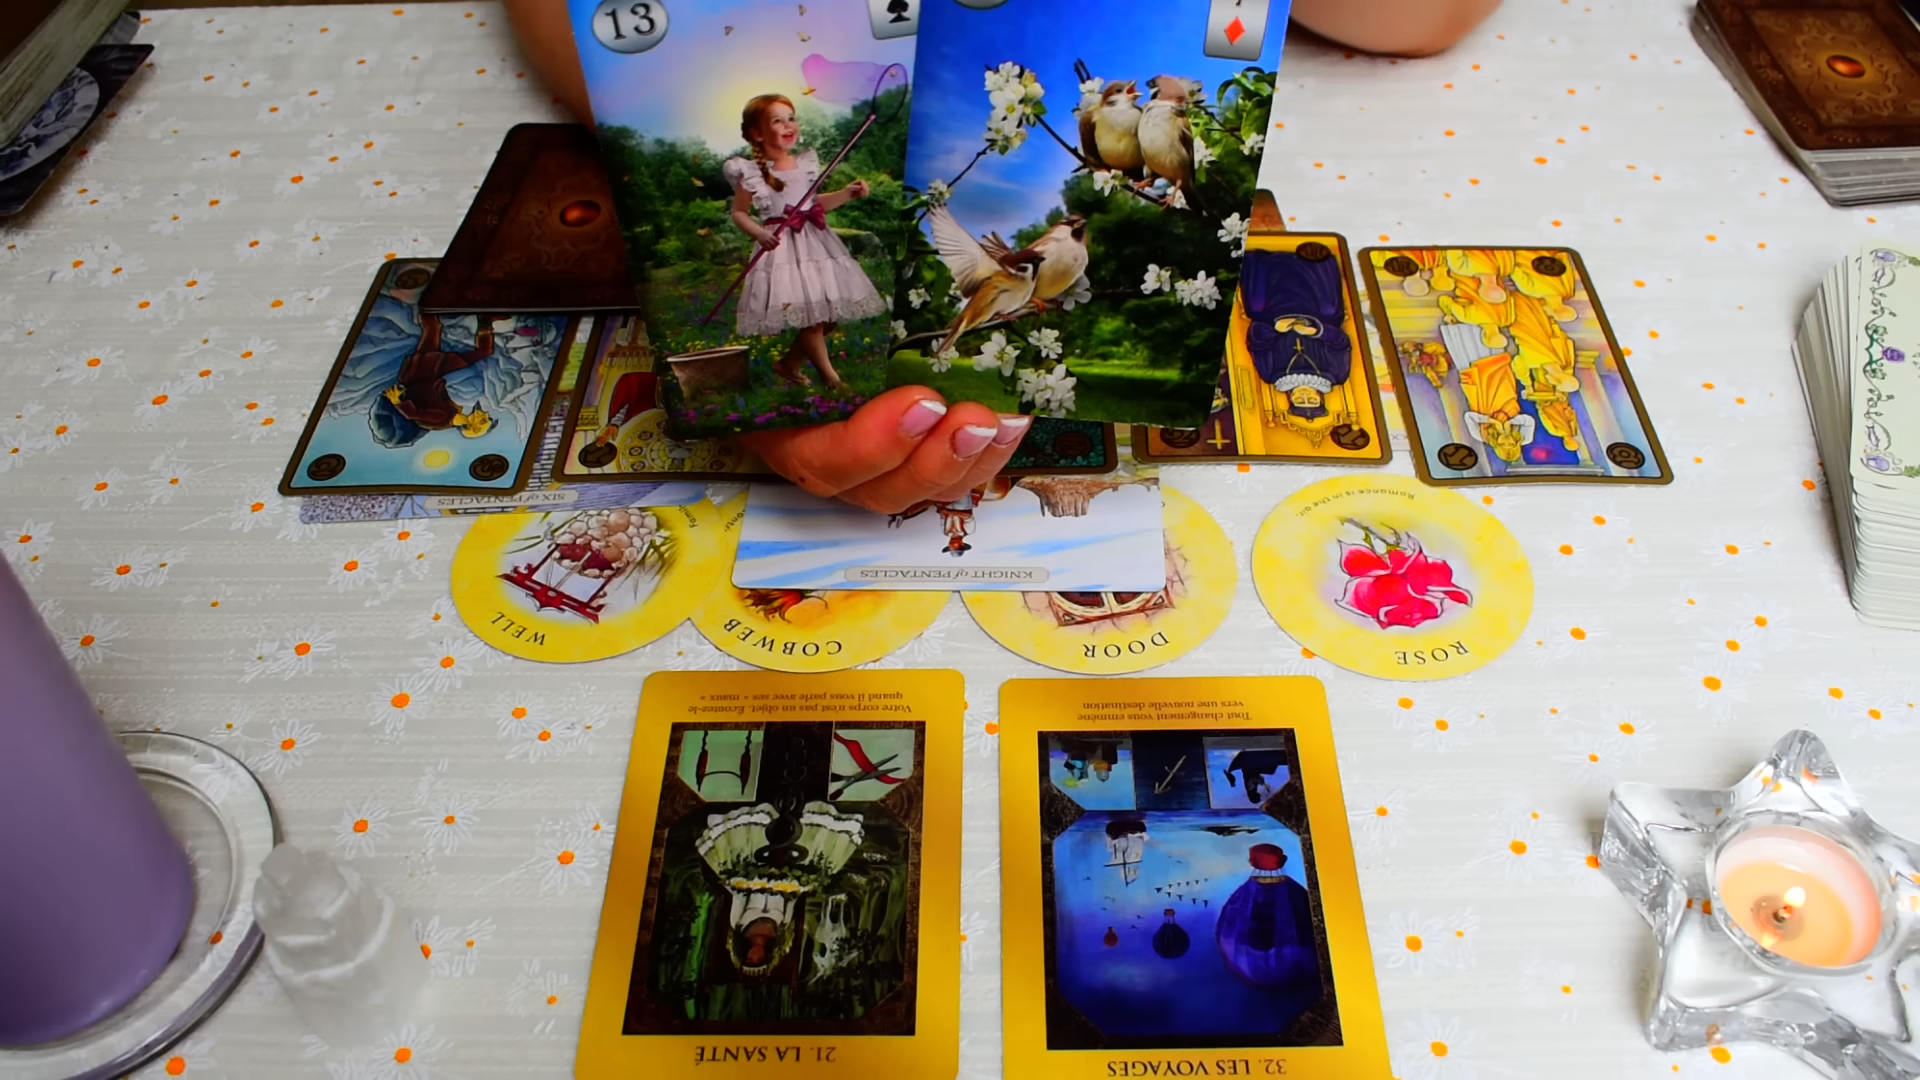 13
SIX of PENTACLES
KNIGHT of PENTACLES
Romance is in the air.
WELL
COBWEB
DOOR
ROSE
Votre corps n'est pas un objet. Écoutez-le
quand il vous parle avec ses « maux »
Tout changement vous emmène
vers une nouvelle destination
21. LA SANTÉ
32. LES VOYAGES